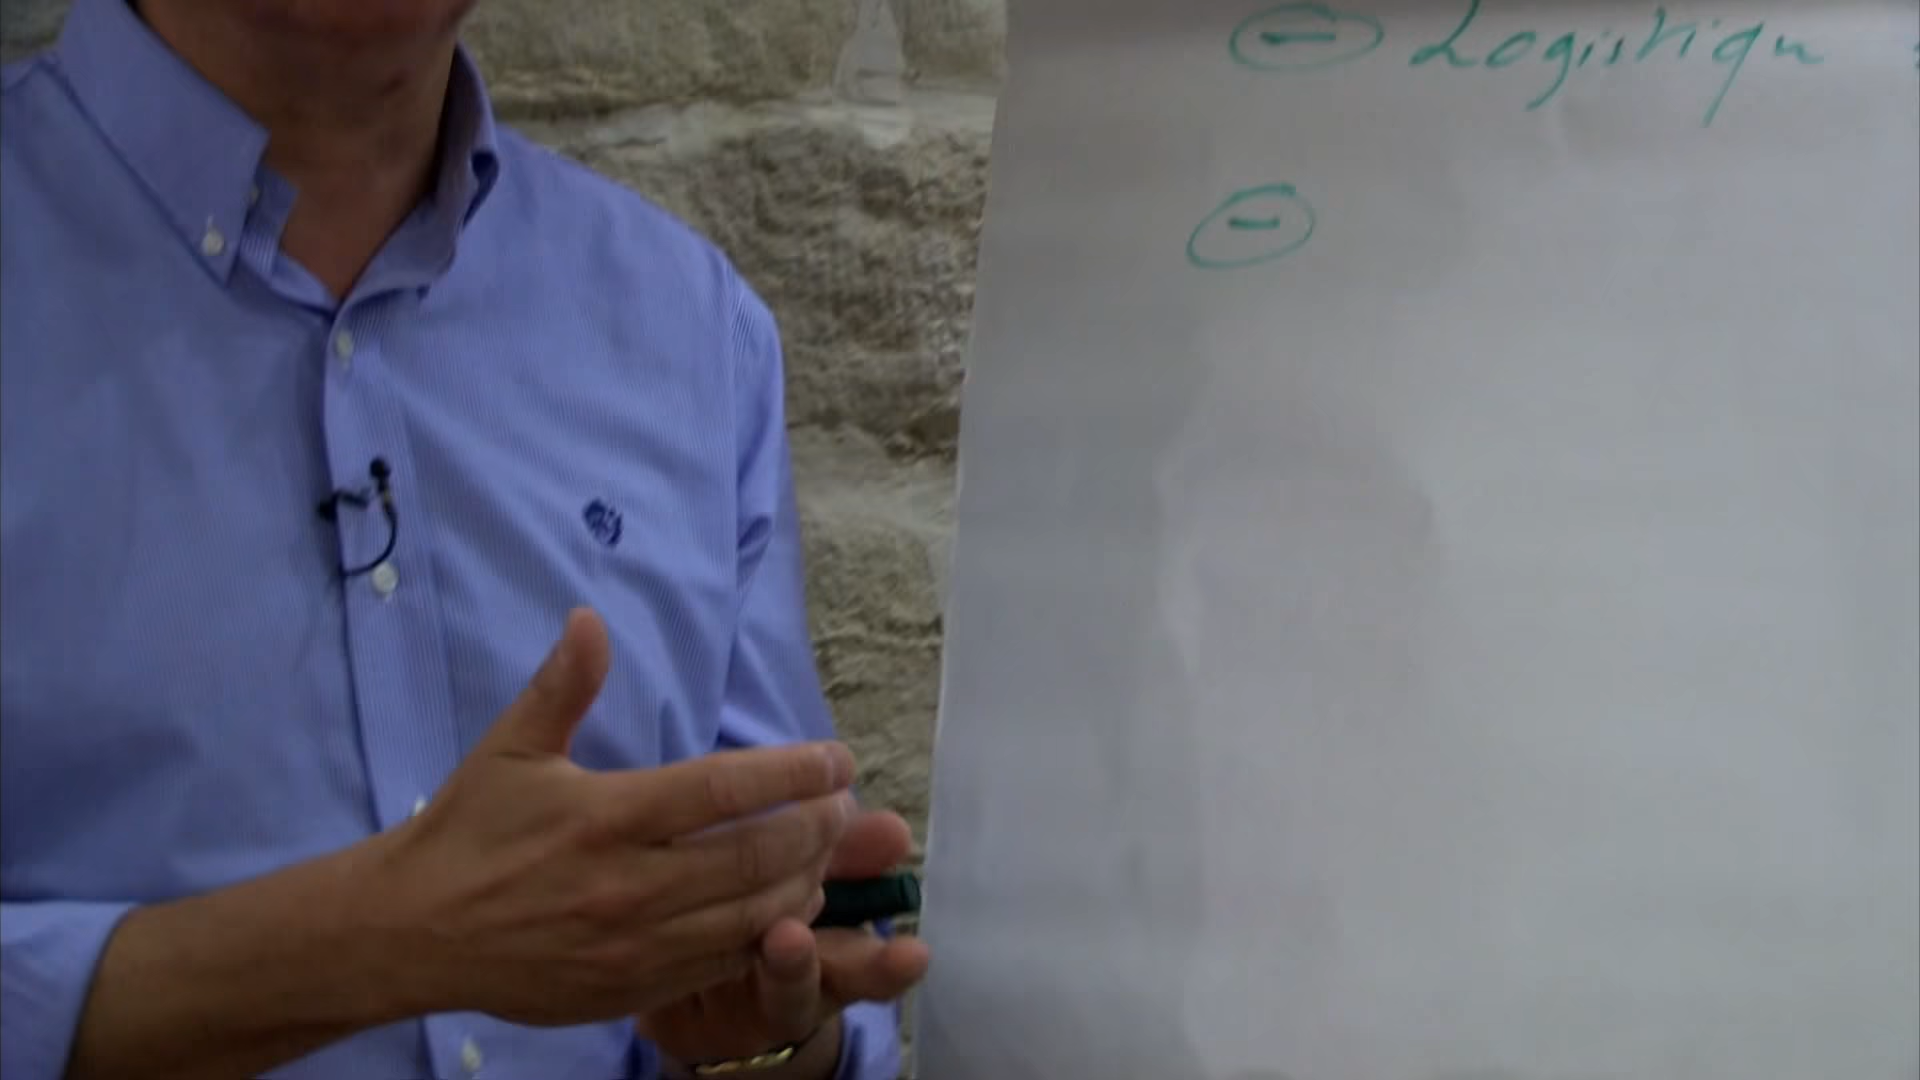 ⊖ Logistiqu :
⊖